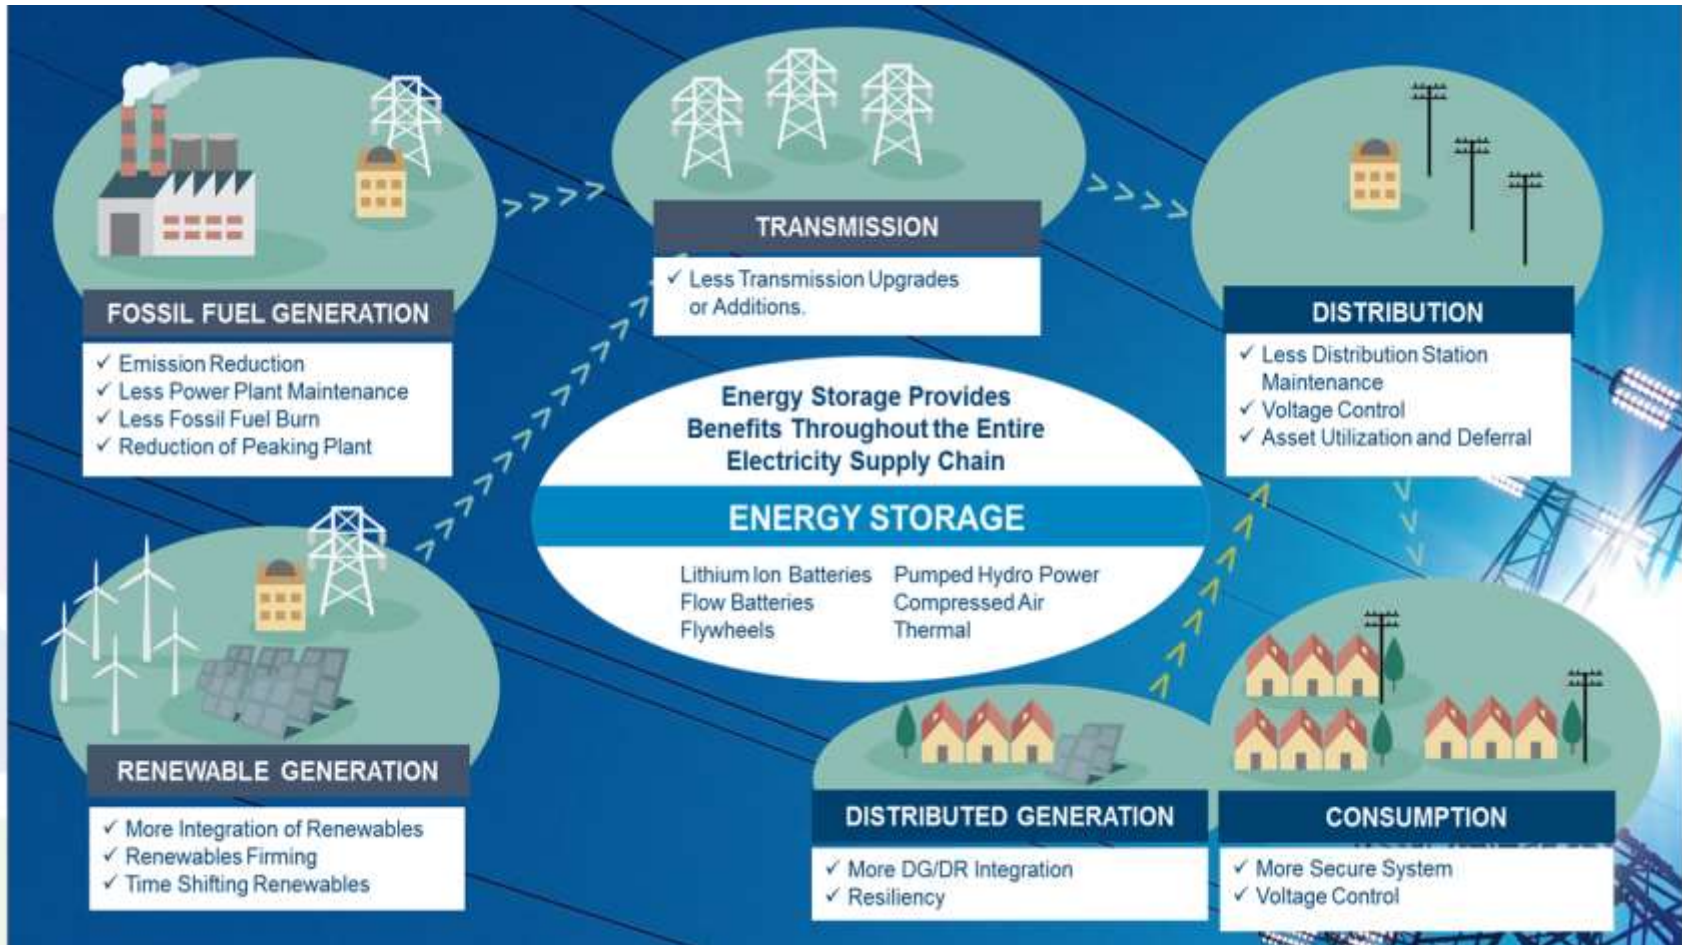 FOSSIL FUEL GENERATION
✓ Emission Reduction
✓ Less Power Plant Maintenance
✓ Less Fossil Fuel Burn
✓ Reduction of Peaking Plant
TRANSMISSION
✓ Less Transmission Upgrades
or Additions.
DISTRIBUTION
✓ Less Distribution Station
Maintenance
✓ Voltage Control
✓ Asset Utilization and Deferral
Energy Storage Provides
Benefits Throughout the Entire
Electricity Supply Chain
ENERGY STORAGE
Lithium Ion Batteries
Flow Batteries
Flywheels
Pumped Hydro Power
Compressed Air
Thermal
RENEWABLE GENERATION
✓ More Integration of Renewables
✓ Renewables Firming
✓ Time Shifting Renewables
DISTRIBUTED GENERATION
✓ More DG/DR Integration
✓ Resiliency
CONSUMPTION
✓ More Secure System
✓ Voltage Control